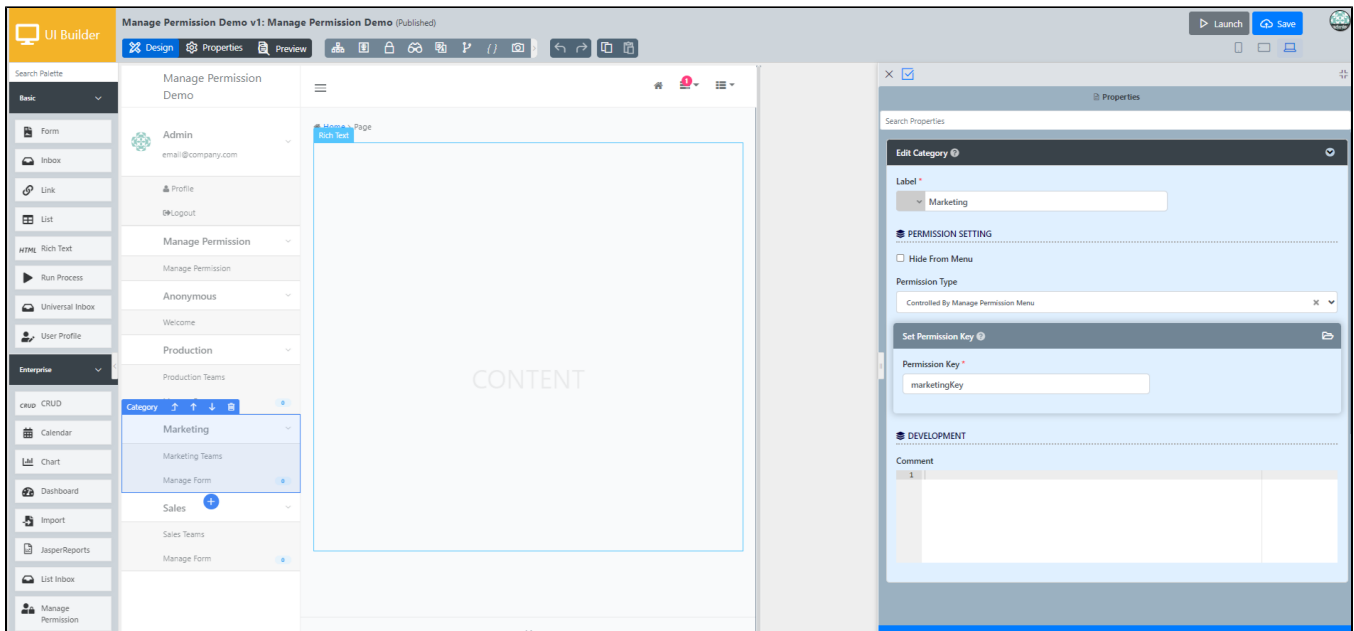 UI Builder
Manage Permission Demo v1: Manage Permission Demo (Published)
Launch
Save
Design
Properties
Preview
Search Palette
Basic
Form
Inbox
Link
List
HTML Rich Text
Run Process
Universal Inbox
User Profile
Enterprise
CRUD CRUD
Calendar
Chart
Dashboard
Import
JasperReports
List Inbox
Manage
Permission
Manage Permission
Demo
Admin
email@company.com
Profile
Logout
Manage Permission
Manage Permission
Anonymous
Welcome
Production
Production Teams
0
Category
Marketing
Marketing Teams
Manage Form
0
Sales
Sales Teams
Manage Form
0
1
Home > Page
Rich Text
CONTENT
Properties
Search Properties
Edit Category
Label *
Marketing
PERMISSION SETTING
Hide From Menu
Permission Type
Controlled By Manage Permission Menu
Set Permission Key
Permission Key *
marketingKey
DEVELOPMENT
Comment
1